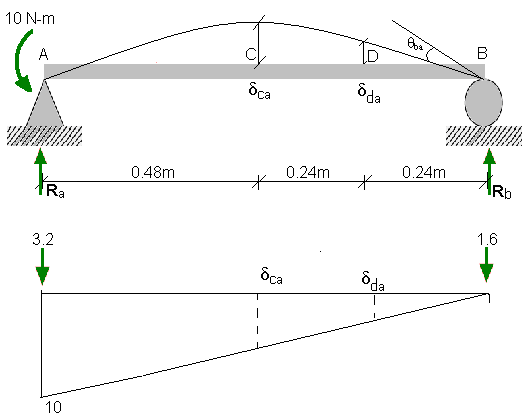 10 N-m
A
C
D
θba
B
δca
δda
0.48m
0.24m
0.24m
Ra
Rb
3.2
1.6
δca
δda
10